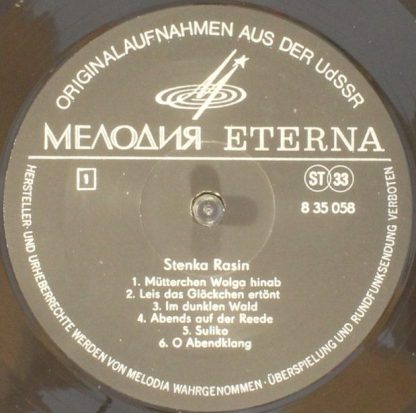 ORIGINALAUFNAHMEN AUS DER UdSSR
МЕЛОДИЯ ETERNA
1
ST 33
8 35 058
Stenka Rasin
1. Mütterchen Wolga hinab
2. Leis das Glöckchen ertönt
3. Im dunklen Wald
4. Abends auf der Reede
5. Suliko
6. O Abendklang
HERSTELLER- UND URHEBERRECHTE WERDEN VON MELODIA WAHRGENOMMEN · ÜBERSPIELUNG UND RUNDFUNKSENDUNG VERBOTEN